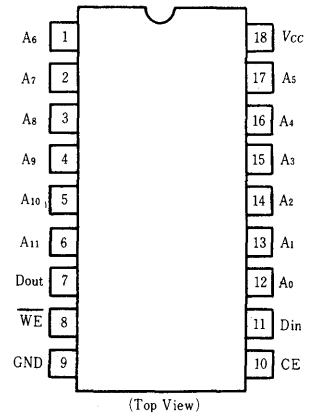 A6 1 18 VCC
A7 2 17 A5
A8 3 16 A4
A9 4 15 A3
A10 5 14 A2
A11 6 13 A1
Dout 7 12 A0
W̅E̅ 8 11 Din
GND 9 10 CE
(Top View)